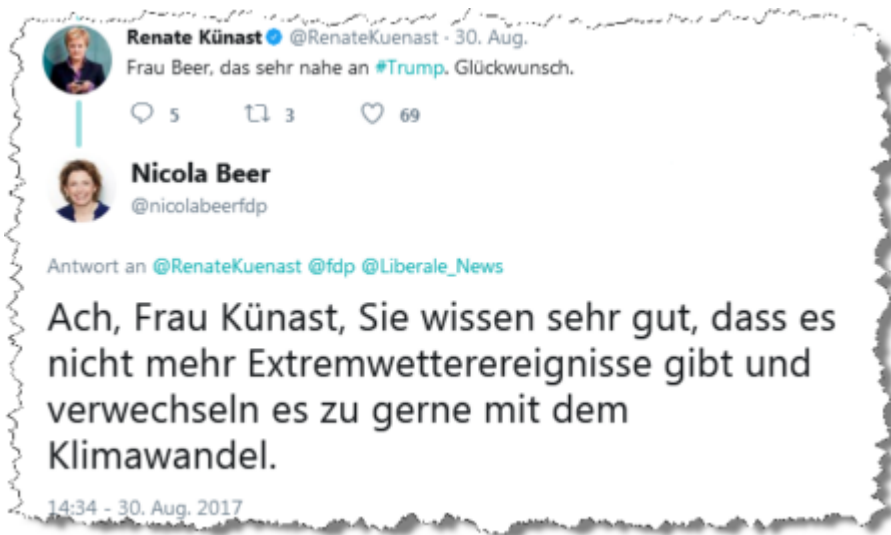 Renate Künast @RenateKuenast · 30. Aug.
Frau Beer, das sehr nahe an #Trump. Glückwunsch.
5 3 69
Nicola Beer
@nicolabeerfdp
Antwort an @RenateKuenast @fdp @Liberale_News
Ach, Frau Künast, Sie wissen sehr gut, dass es
nicht mehr Extremwetterereignisse gibt und
verwechseln es zu gerne mit dem
Klimawandel.
14:34 - 30. Aug. 2017